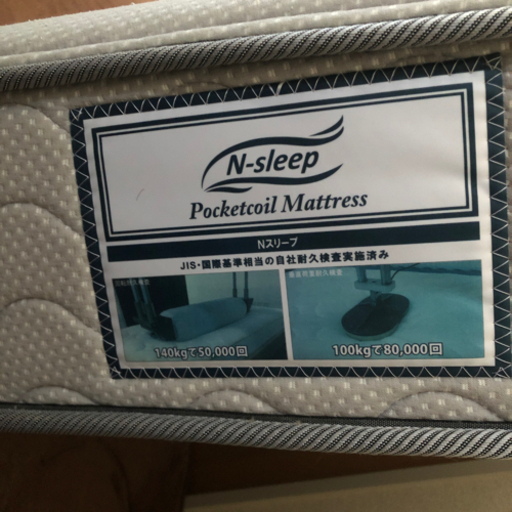 N-sleep
Pocketcoil Mattress
Nスリープ
JIS・国際基準相当の自社耐久検査実施済み
140kgで50,000回
100kgで80,000回